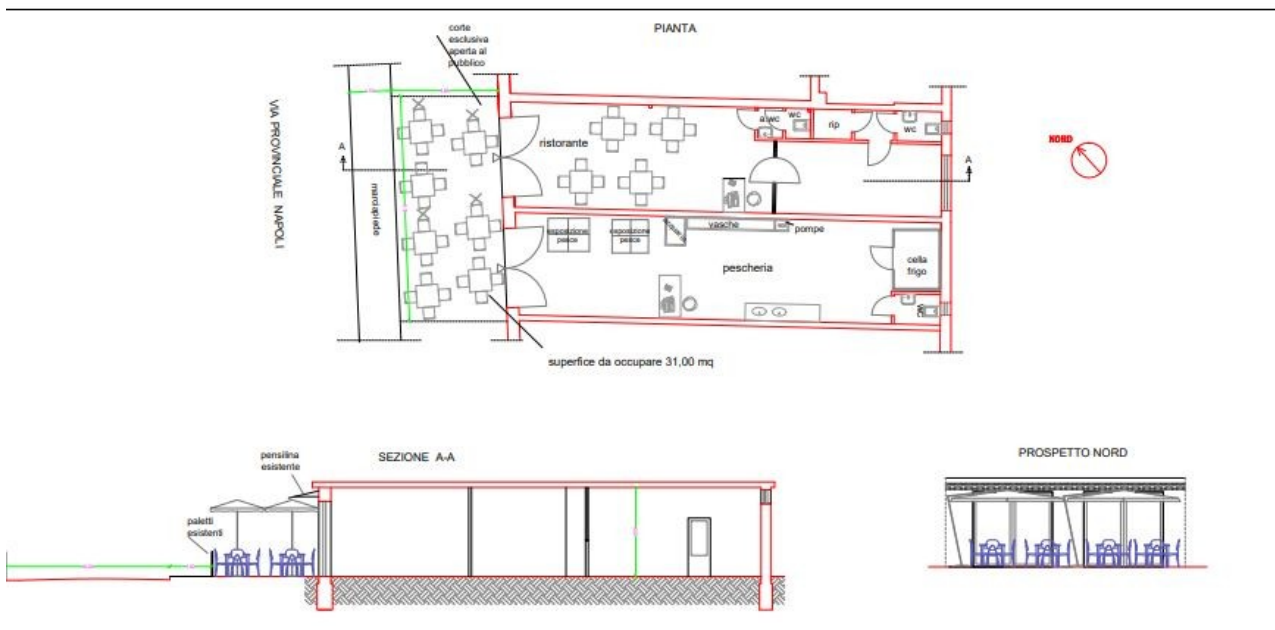 PIANTA
corte
esclusiva
aperta al
pubblico
VIA PROVINCIALE NAPOLI
A
marciapiede
ristorante
wc
wc
rip
wc
A
NORD
esposizione
pesce
esposizione
pesce
vasche
pompe
pescheria
cella
frigo
wc
superfice da occupare 31,00 mq
SEZIONE A-A
pensilina
esistente
paletti
esistenti
PROSPETTO NORD